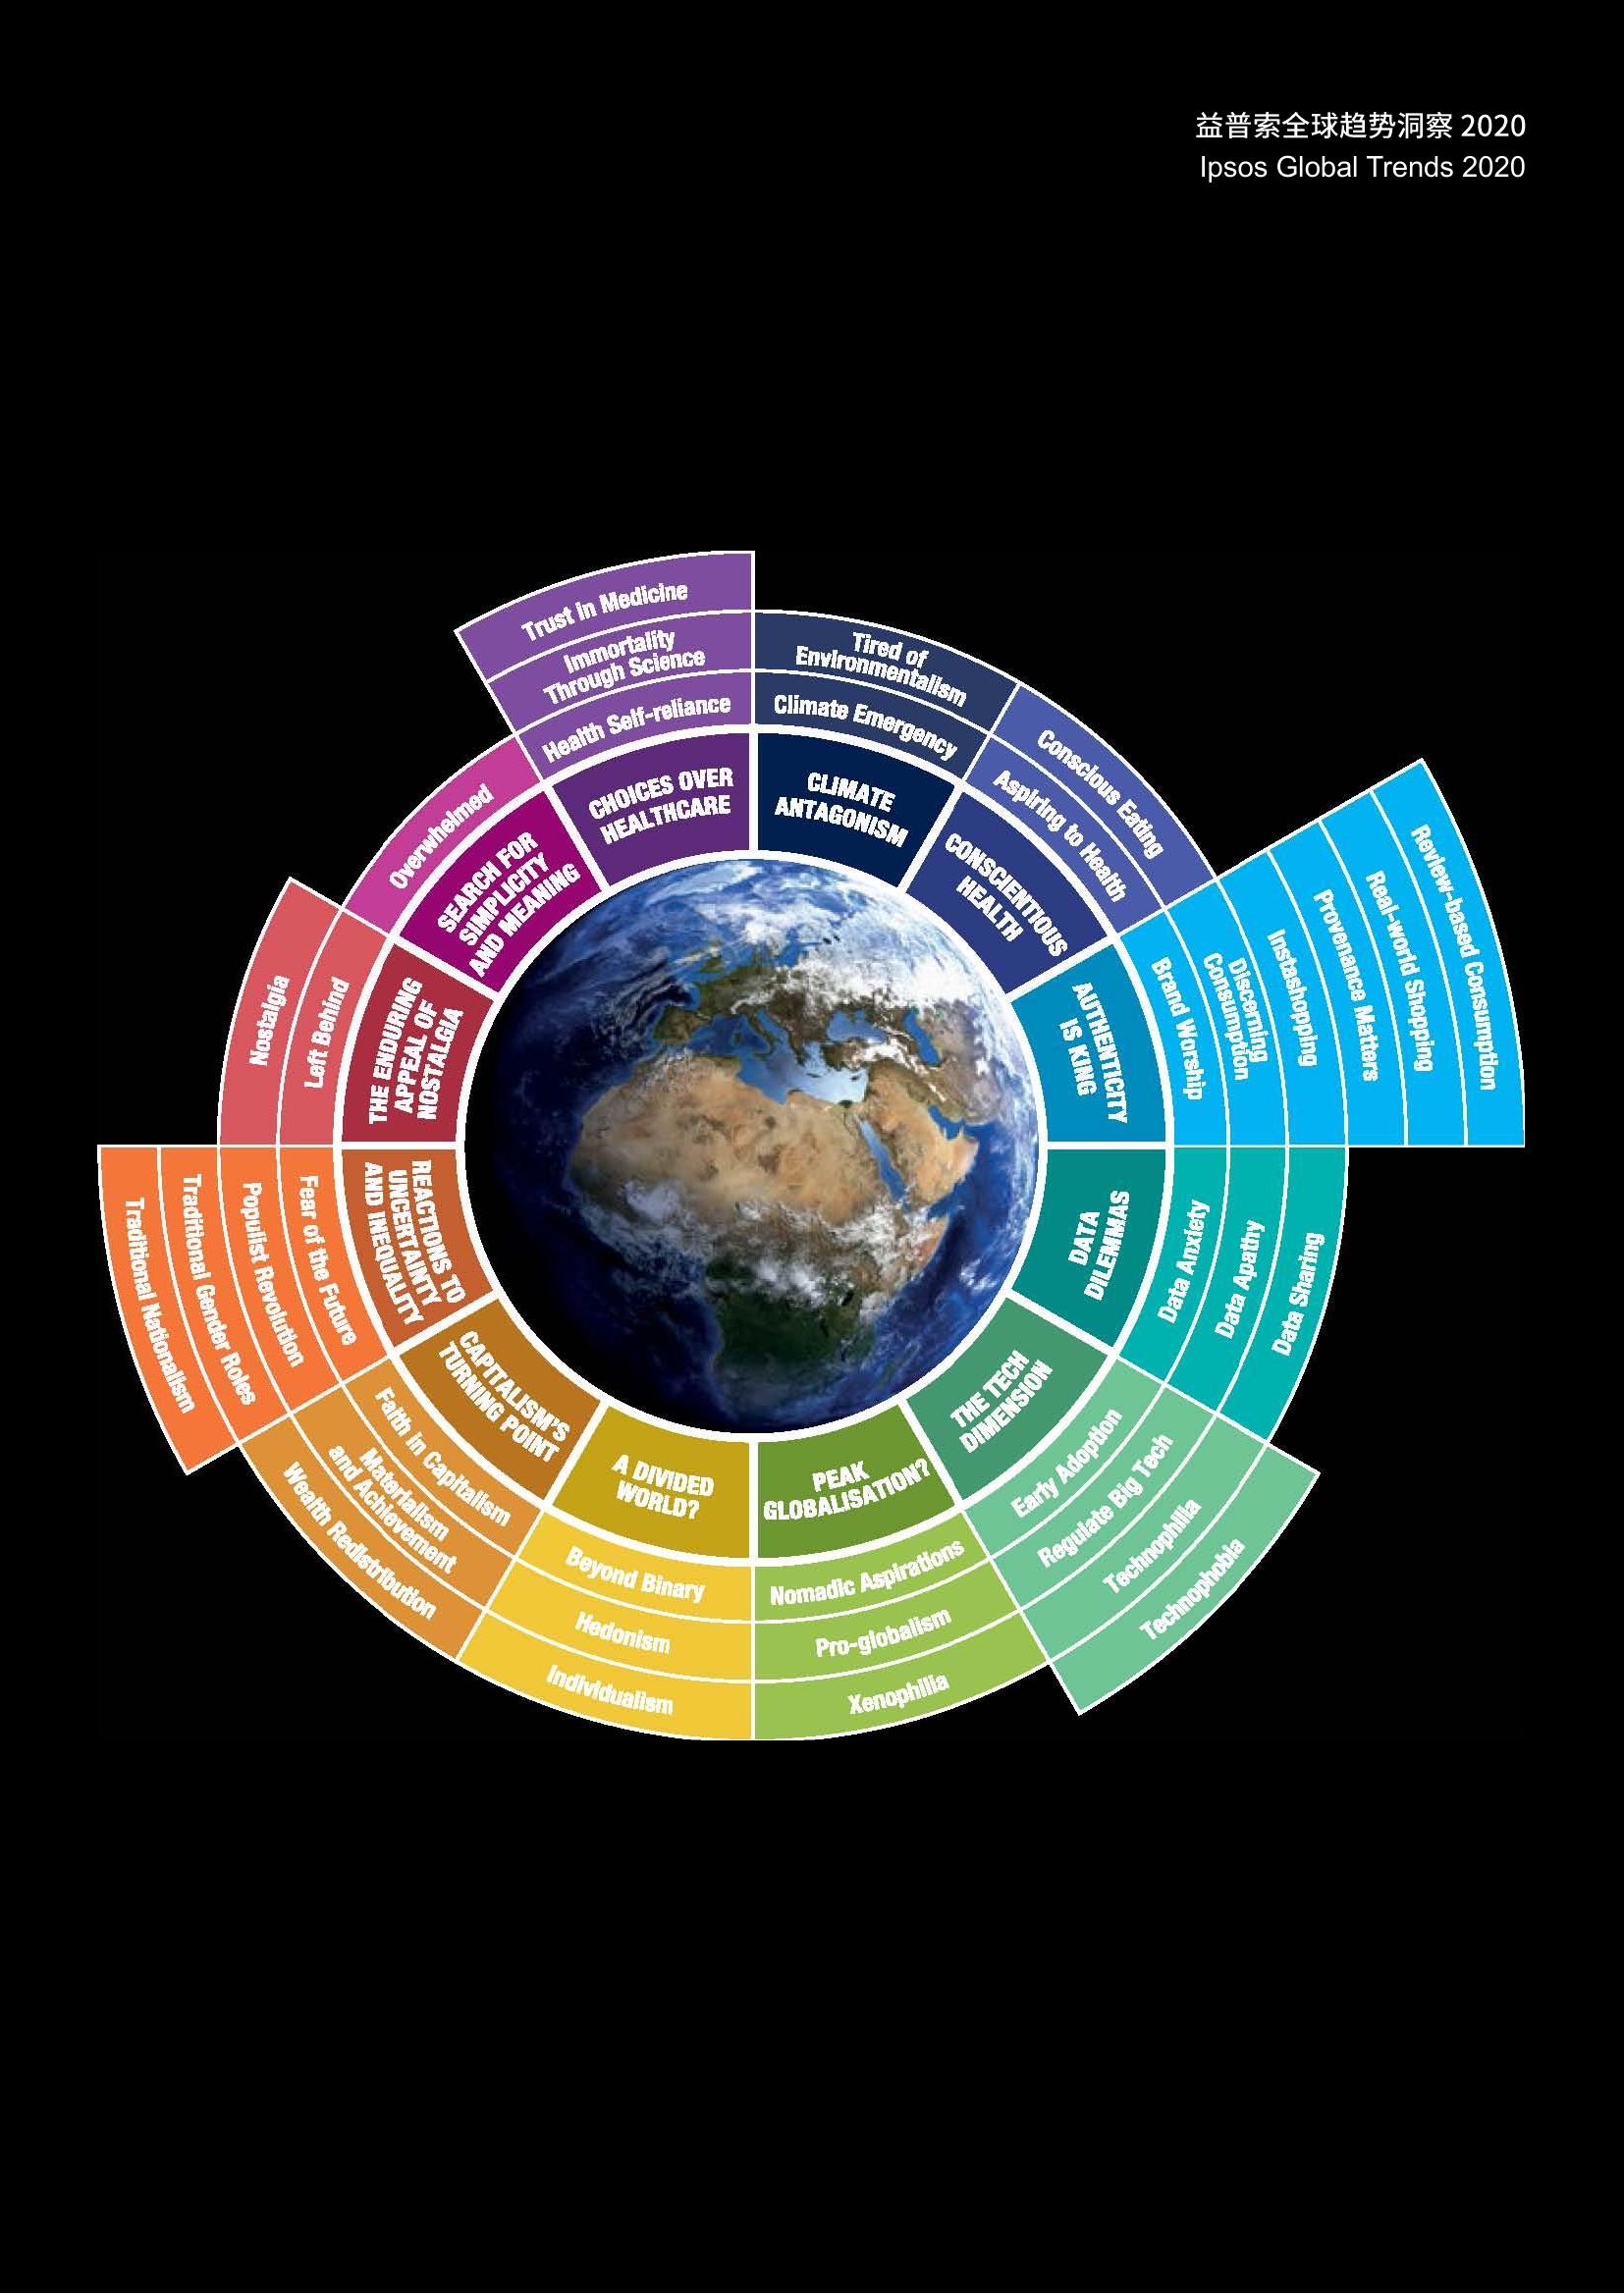 益普索全球趋势洞察 2020
Ipsos Global Trends 2020
Trust in Medicine
Immortality
Through Science
Health Self-reliance
CHOICES OVER
HEALTHCARE
Tired of
Environmentalism
Climate Emergency
CLIMATE
ANTAGONISM
Conscious Eating
Aspiring to Health
CONSCIENTIOUS
HEALTH
Review-based Consumption
Real-world Shopping
Provenance Matters
Instashopping
Discerning
Consumption
Brand Worship
AUTHENTICITY
IS KING
DATA
DILEMMAS
Data Anxiety
Data Apathy
Data Sharing
THE TECH
DIMENSION
Early Adoption
Regulate Big Tech
Technophilia
Technophobia
PEAK
GLOBALISATION?
Nomadic Aspirations
Pro-globalism
Xenophilia
A DIVIDED
WORLD?
Beyond Binary
Hedonism
Individualism
CAPITALISM'S
TURNING POINT
Faith in Capitalism
Materialism
and Achievement
Wealth Redistribution
REACTIONS TO
UNCERTAINTY
AND INEQUALITY
Fear of the Future
Populist Revolution
Traditional Gender Roles
Traditional Nationalism
THE ENDURING
APPEAL OF
NOSTALGIA
Left Behind
Nostalgia
SEARCH FOR
SIMPLICITY
AND MEANING
Overwhelmed